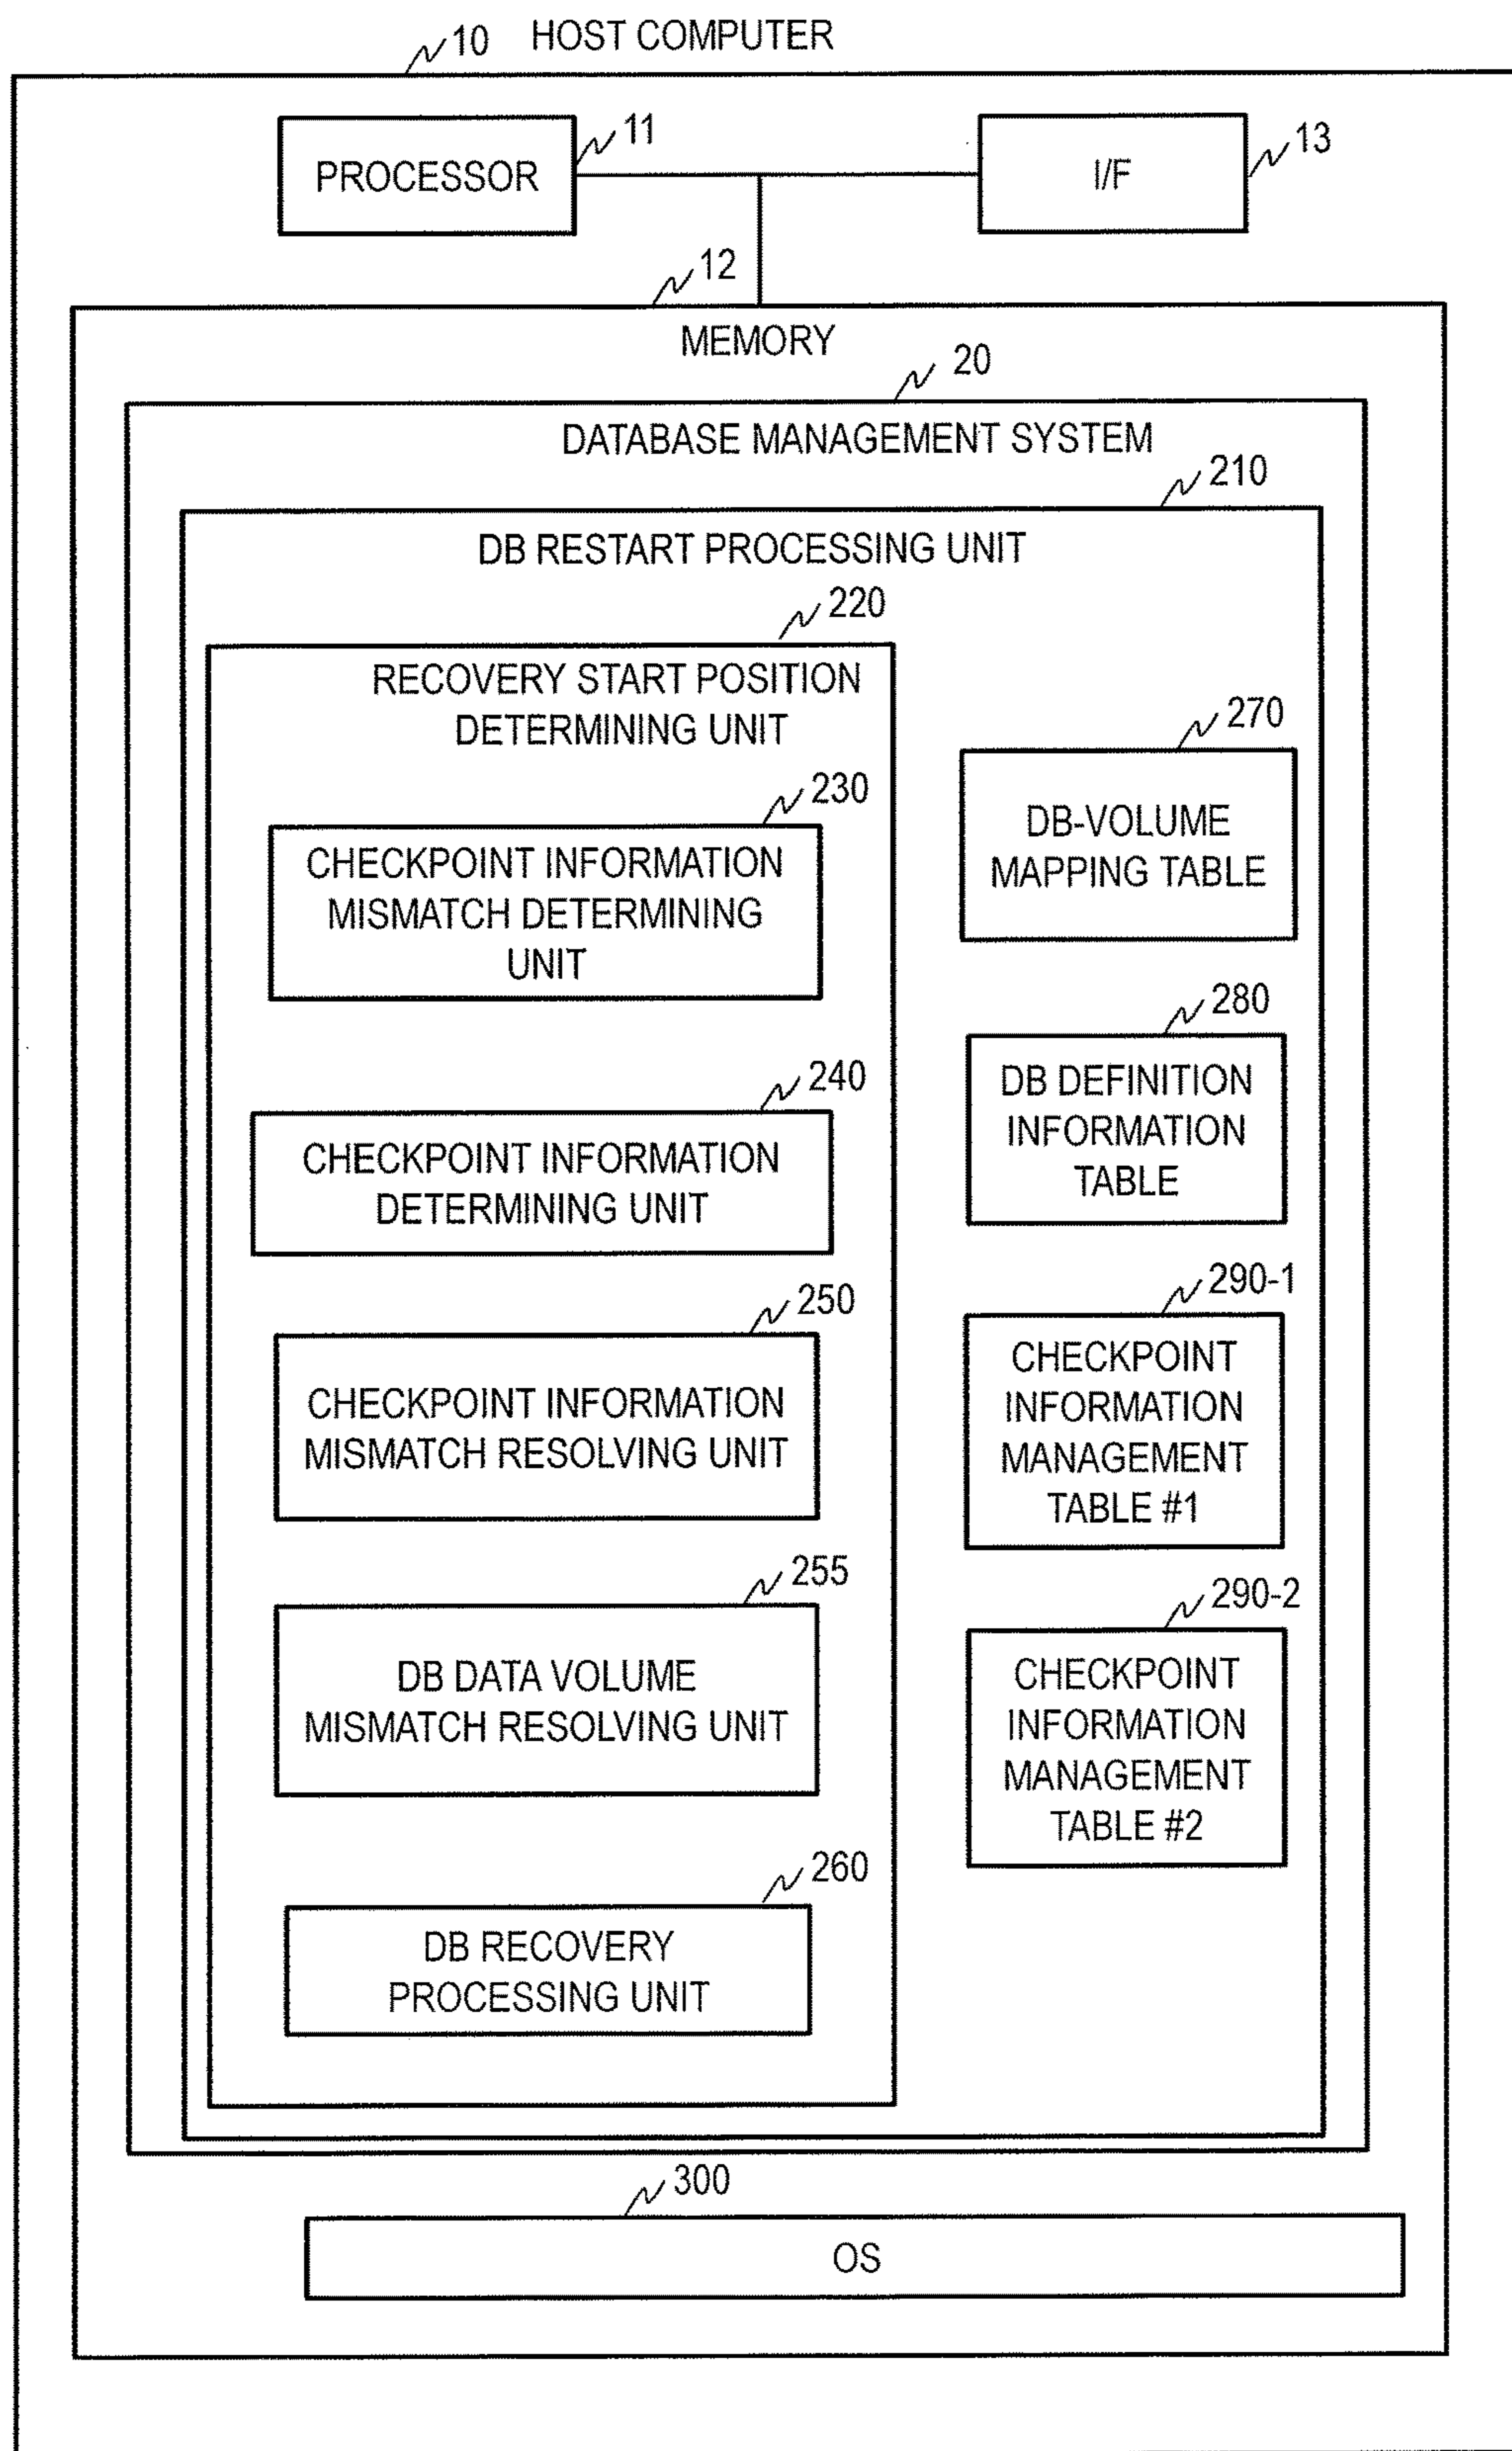 10 HOST COMPUTER
PROCESSOR
11
I/F
13
12
MEMORY
20
DATABASE MANAGEMENT SYSTEM
210
DB RESTART PROCESSING UNIT
220
RECOVERY START POSITION
DETERMINING UNIT
230
CHECKPOINT INFORMATION
MISMATCH DETERMINING
UNIT
240
CHECKPOINT INFORMATION
DETERMINING UNIT
250
CHECKPOINT INFORMATION
MISMATCH RESOLVING UNIT
255
DB DATA VOLUME
MISMATCH RESOLVING UNIT
260
DB RECOVERY
PROCESSING UNIT
270
DB-VOLUME
MAPPING TABLE
280
DB DEFINITION
INFORMATION
TABLE
290-1
CHECKPOINT
INFORMATION
MANAGEMENT
TABLE #1
290-2
CHECKPOINT
INFORMATION
MANAGEMENT
TABLE #2
300
OS